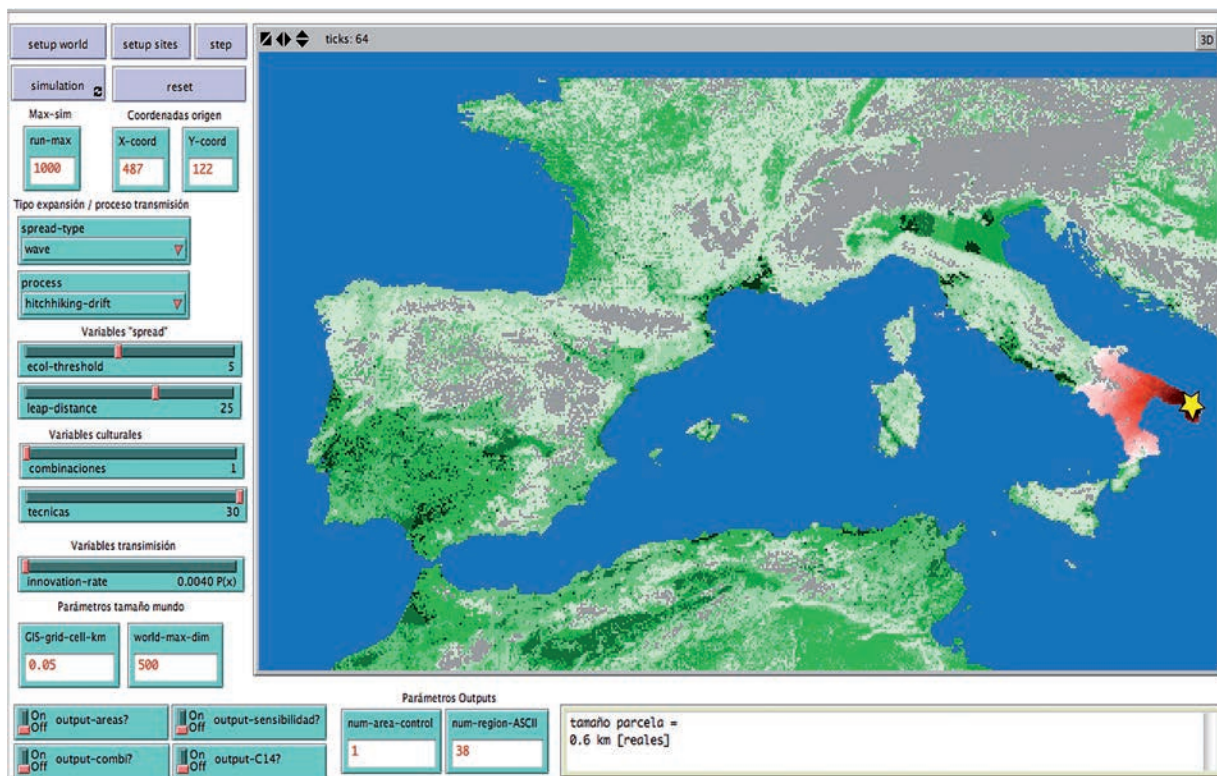 setup world
setup sites
step
ticks: 64
3D
simulation
reset
Max-sim
Coordenadas origen
run-max
1000
X-coord
487
Y-coord
122
Tipo expansión / proceso transmisión
spread-type
wave
process
hitchhiking-drift
Variables "spread"
ecol-threshold 5
leap-distance 25
Variables culturales
combinaciones 1
tecnicas 30
Variables transimisión
innovation-rate 0.0040 P(x)
Parámetros tamaño mundo
GIS-grid-cell-km
0.05
world-max-dim
500
On
Off
output-areas?
On
Off
output-sensibilidad?
On
Off
output-combi?
On
Off
output-C14?
Parámetros Outputs
num-area-control
1
num-region-ASCII
38
tamaño parcela =
0.6 km [reales]